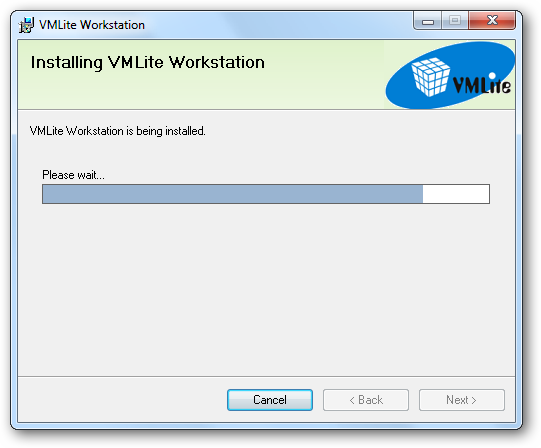 VMLite Workstation
Installing VMLite Workstation
VMLite
VMLite Workstation is being installed.
Please wait...
Cancel
< Back
Next >